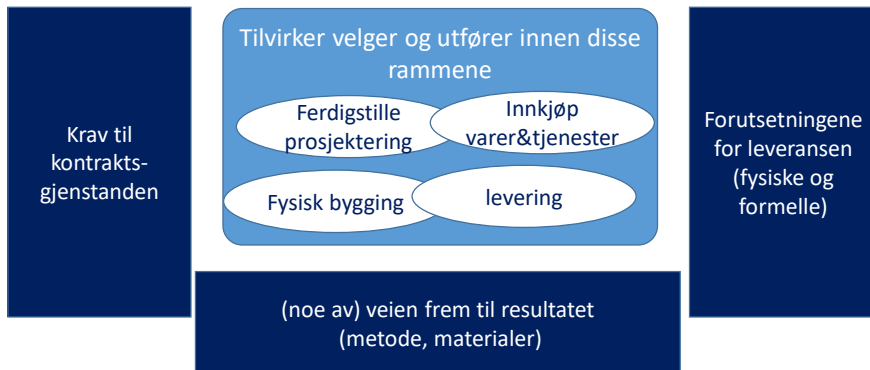 Krav til
kontrakts-
gjenstanden
Tilvirker velger og utfører innen disse
rammene
Ferdigstille
prosjektering
Innkjøp
varer&tjenester
Fysisk bygging
levering
Forutsetningene
for leveransen
(fysiske og
formelle)
(noe av) veien frem til resultatet
(metode, materialer)